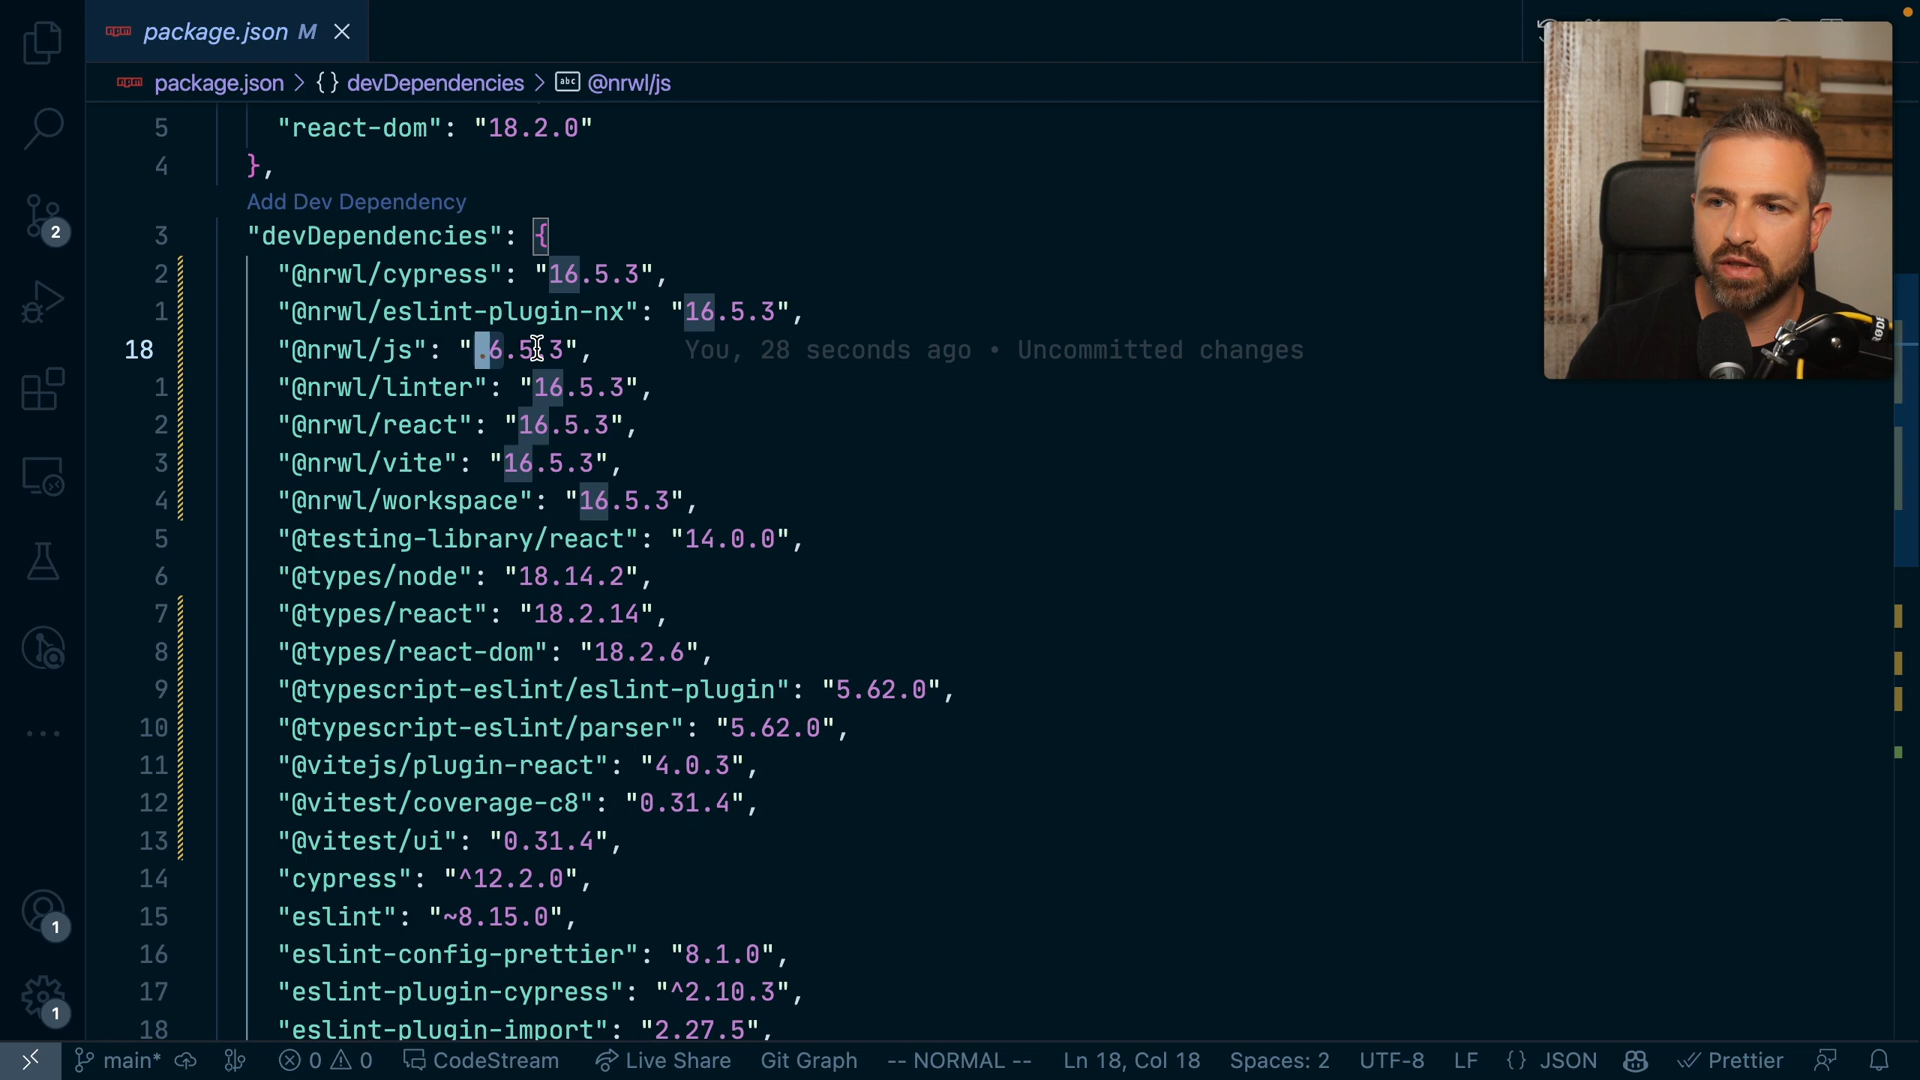 package.json M
package.json > {} devDependencies > abc @nrwl/js
5 "react-dom": "18.2.0"
4 },
Add Dev Dependency
3 "devDependencies": {
2 "@nrwl/cypress": "16.5.3",
1 "@nrwl/eslint-plugin-nx": "16.5.3",
18 "@nrwl/js": ".6.5.3", You, 28 seconds ago • Uncommitted changes
1 "@nrwl/linter": "16.5.3",
2 "@nrwl/react": "16.5.3",
3 "@nrwl/vite": "16.5.3",
4 "@nrwl/workspace": "16.5.3",
5 "@testing-library/react": "14.0.0",
6 "@types/node": "18.14.2",
7 "@types/react": "18.2.14",
8 "@types/react-dom": "18.2.6",
9 "@typescript-eslint/eslint-plugin": "5.62.0",
10 "@typescript-eslint/parser": "5.62.0",
11 "@vitejs/plugin-react": "4.0.3",
12 "@vitest/coverage-c8": "0.31.4",
13 "@vitest/ui": "0.31.4",
14 "cypress": "^12.2.0",
15 "eslint": "~8.15.0",
16 "eslint-config-prettier": "8.1.0",
17 "eslint-plugin-cypress": "^2.10.3",
18 "eslint-plugin-import": "2.27.5",
2
1
1
RODE
main* 0 0 CodeStream Live Share Git Graph -- NORMAL -- Ln 18, Col 18 Spaces: 2 UTF-8 LF {} JSON Prettier